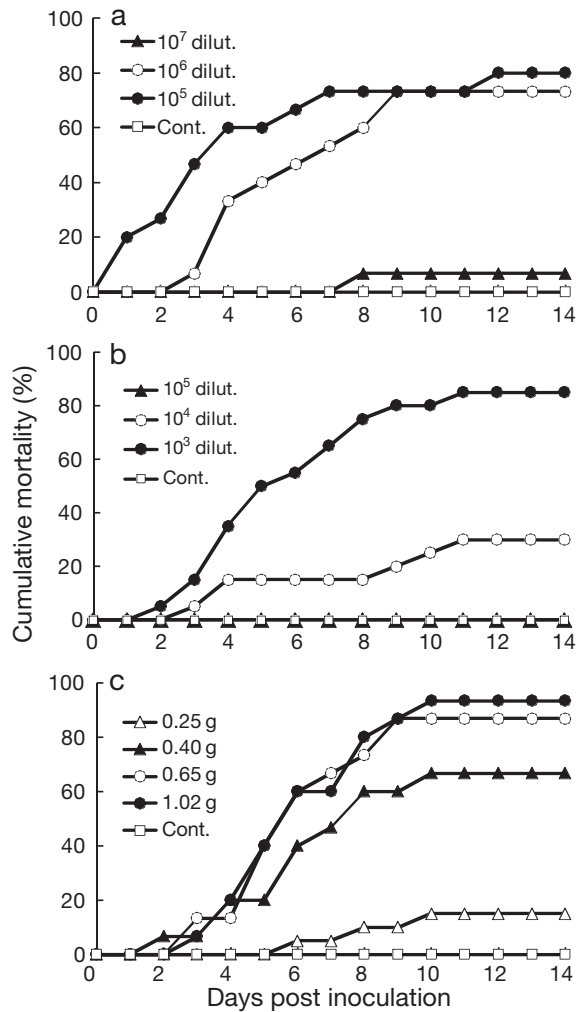 a
100
80
60
40
20
0
10⁷ dilut.
10⁶ dilut.
10⁵ dilut.
Cont.
0 2 4 6 8 10 12 14
b
100
80
60
40
20
0
10⁵ dilut.
10⁴ dilut.
10³ dilut.
Cont.
0 2 4 6 8 10 12 14
Cumulative mortality (%)
c
100
80
60
40
20
0
0.25 g
0.40 g
0.65 g
1.02 g
Cont.
0 2 4 6 8 10 12 14
Days post inoculation